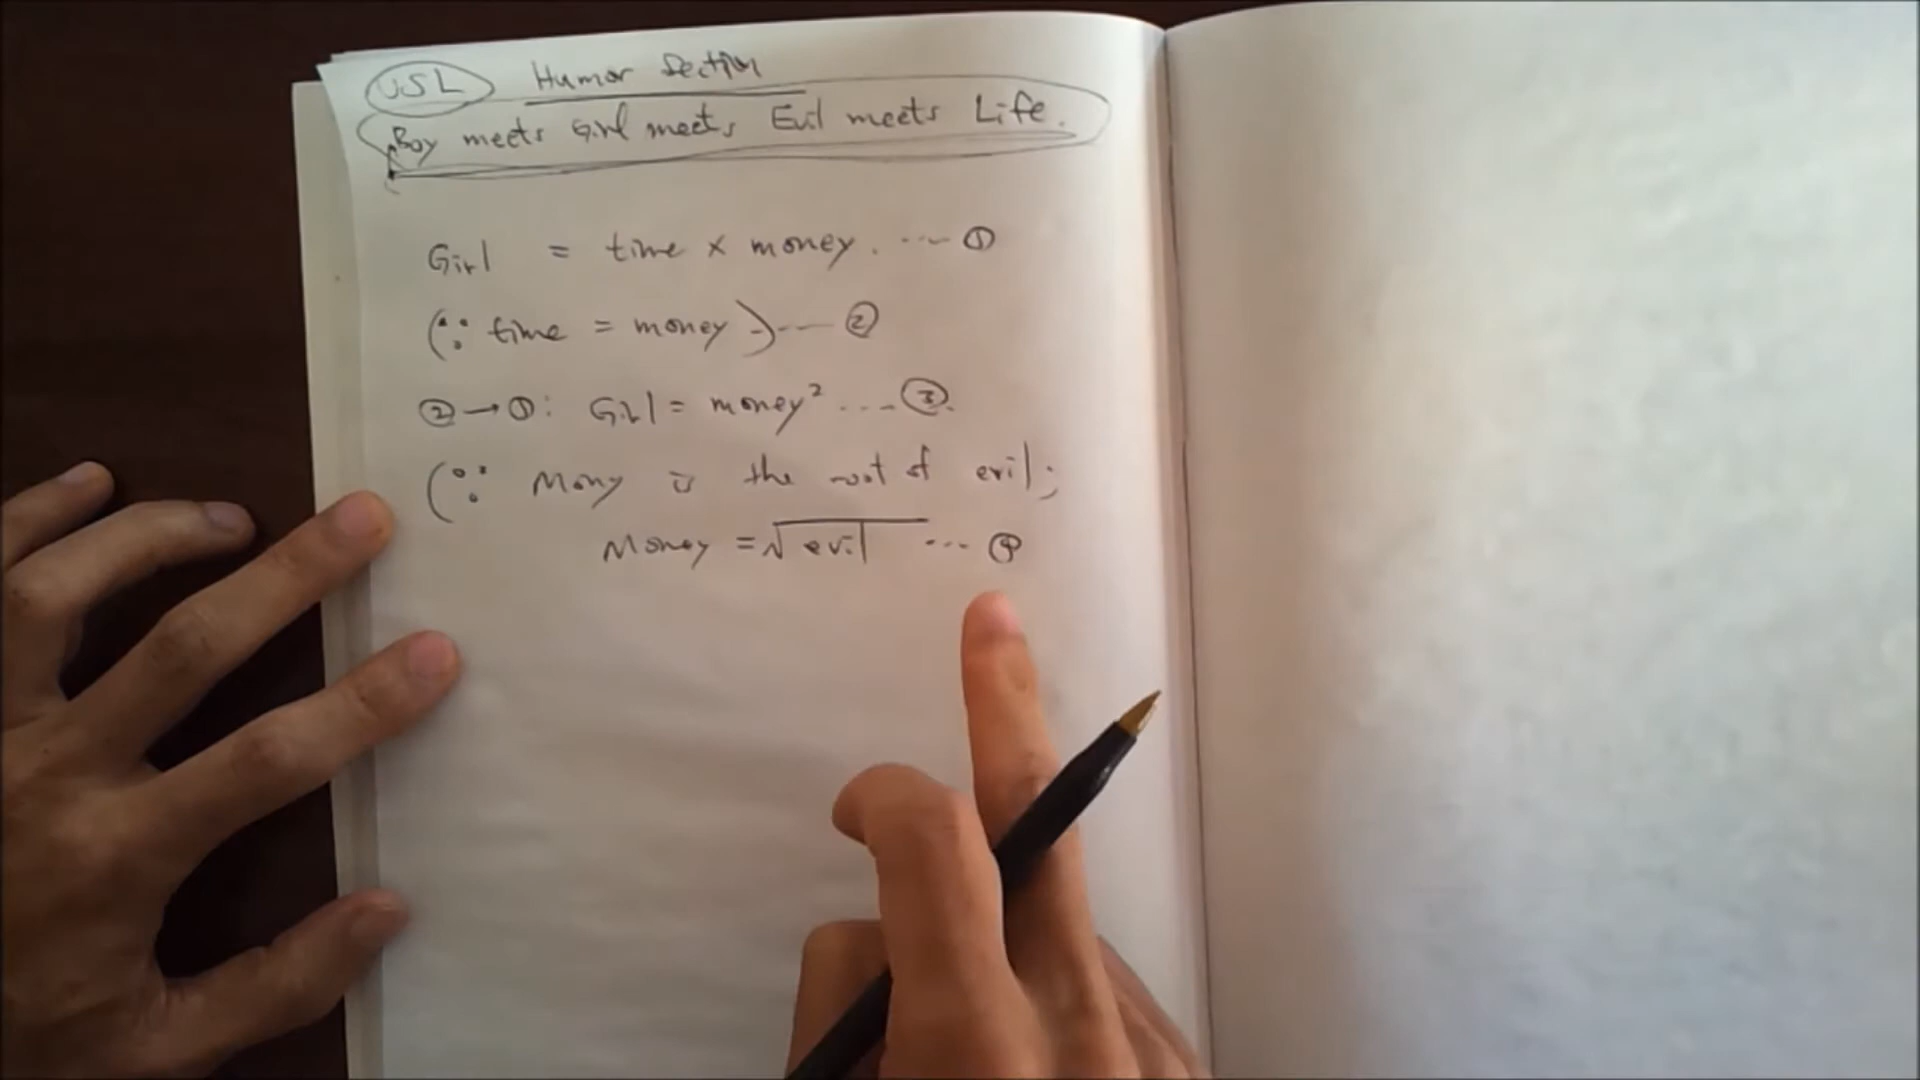 USL Humor Section
Boy meets Girl meets Evil meets Life.
Girl = time × money. ---- ①
(∵ time = money) ---- ②
② → ①: Girl = money² .... ③.
(∵ Mony is the root of evil;
Money = √evil ... ④